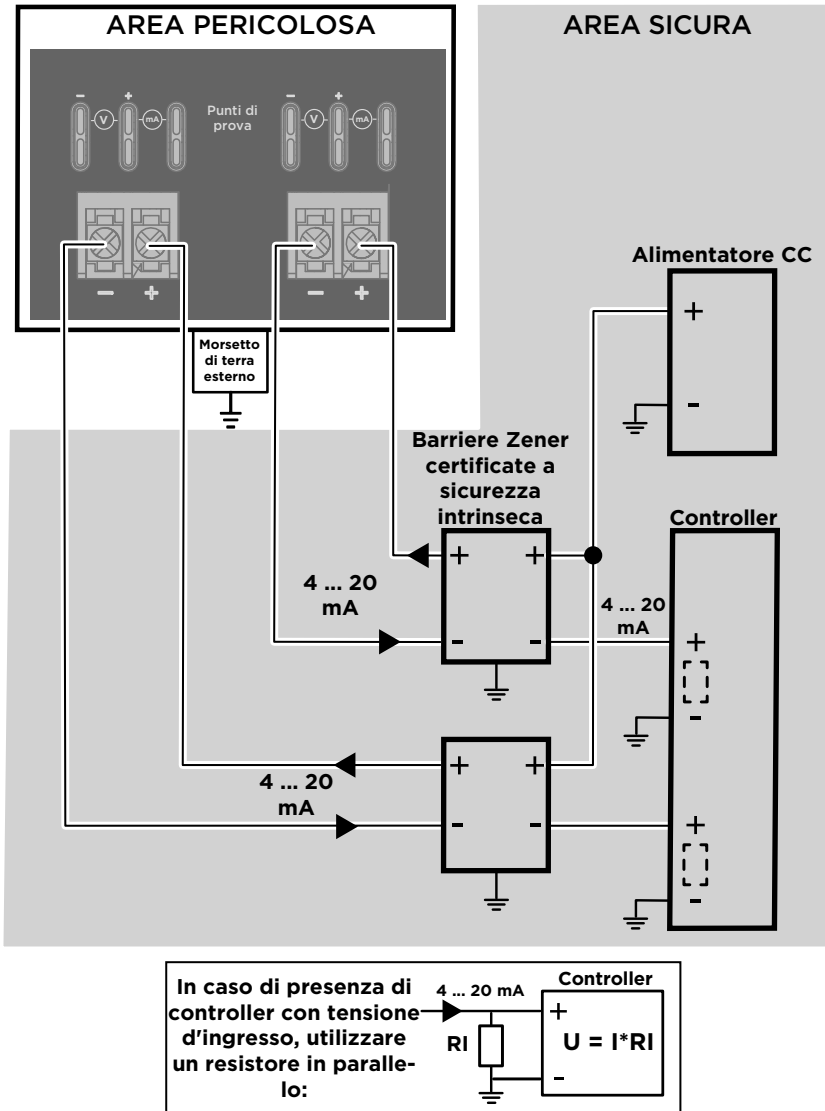 AREA PERICOLOSA
AREA SICURA
- +
V mA
Punti di
prova
- +
V mA
- +
- +
Morsetto
di terra
esterno
Alimentatore CC
+
-
Barriere Zener
certificate a
sicurezza
intrinseca
Controller
+ +
4 ... 20
mA
4 ... 20
mA
- -
+
-
+ +
4 ... 20
mA
- -
+
-
In caso di presenza di
controller con tensione
d'ingresso, utilizzare
un resistore in paralle-
lo:
4 ... 20 mA
Controller
+
RI
U = I*RI
-